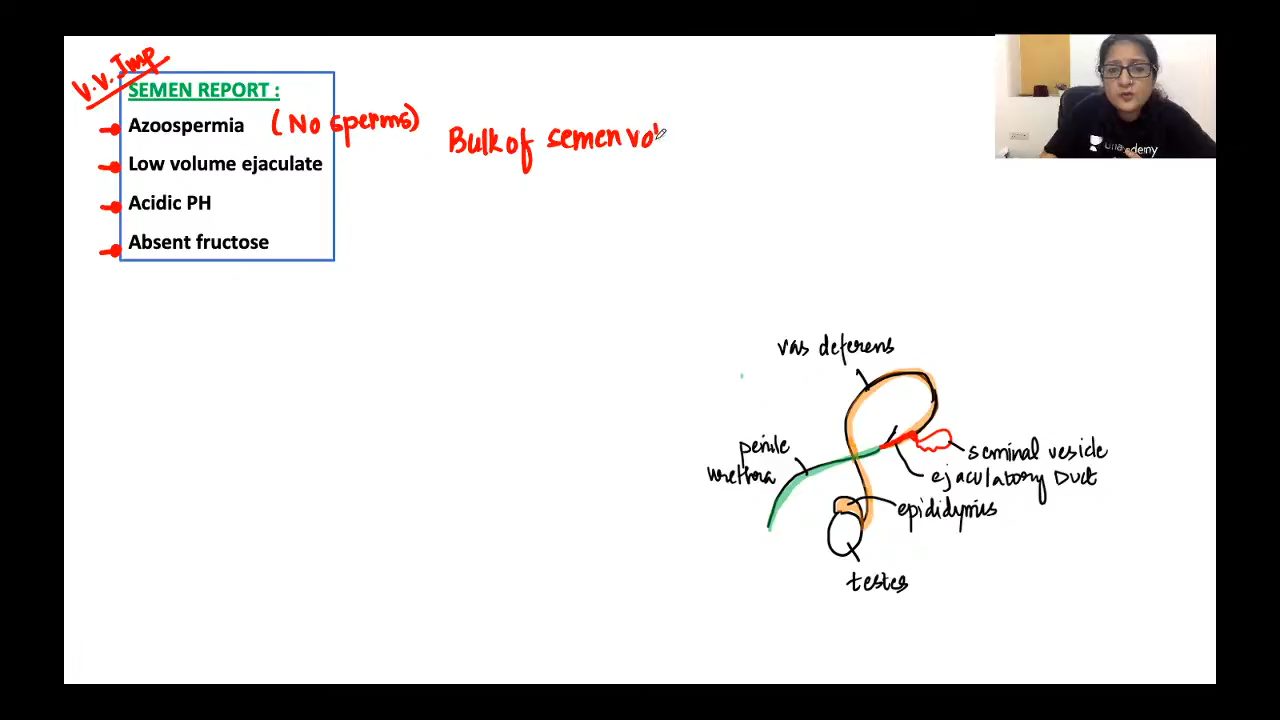 V.V. Imp
SEMEN REPORT :
Azoospermia (No sperms)
Low volume ejaculate
Acidic PH
Absent fructose
Bulk of semen vol
vas deferens
penile
urethra
seminal vesicle
ejaculatory Duct
epididymis
testes